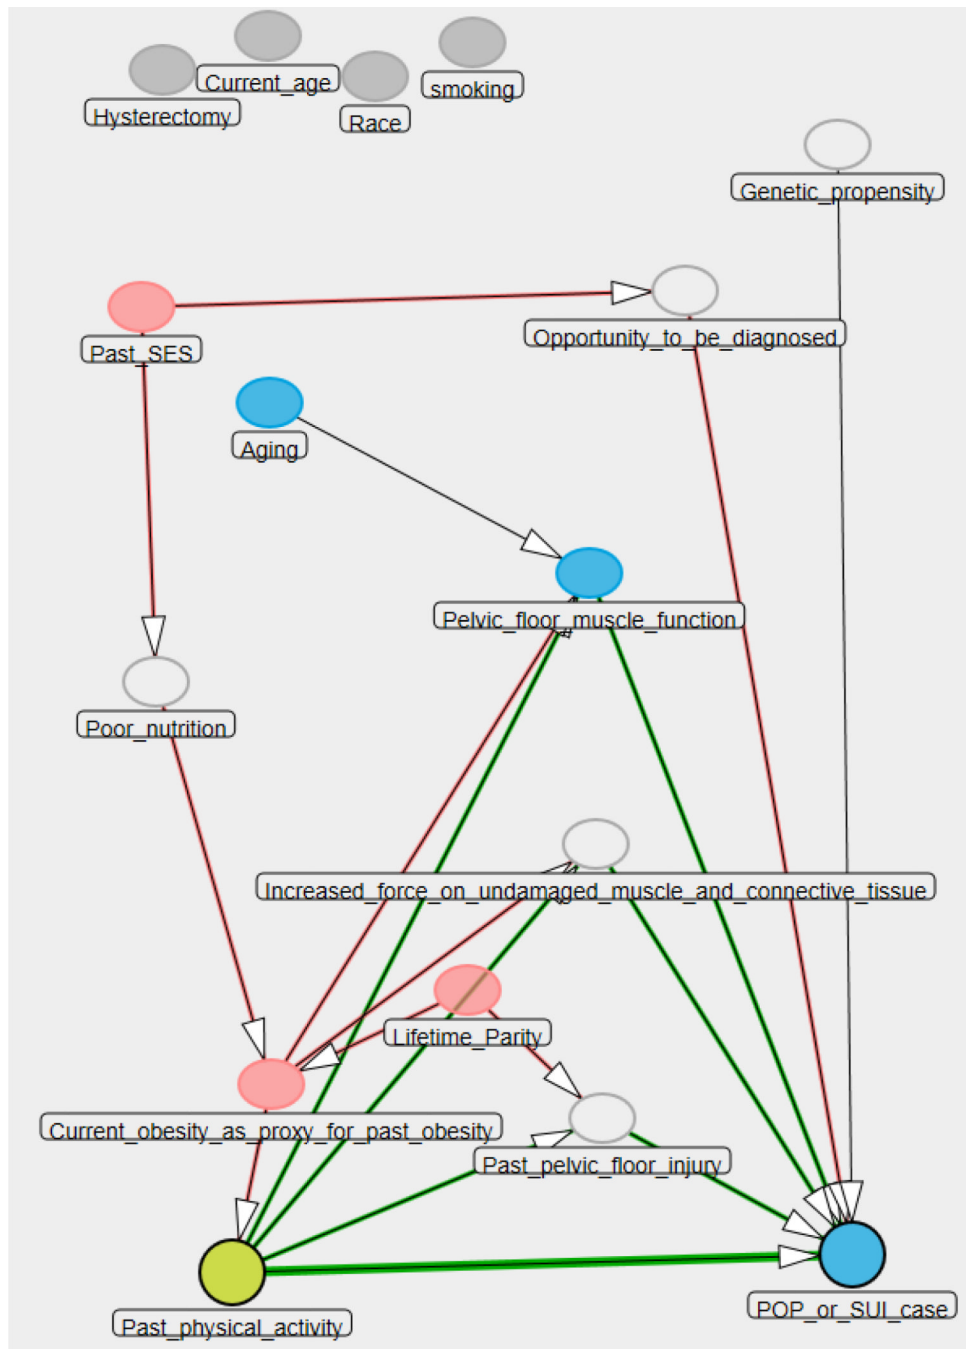 Current_age
smoking
Hysterectomy
Race
Genetic_propensity
Opportunity_to_be_diagnosed
Past_SES
Aging
Pelvic_floor_muscle_function
Poor_nutrition
Increased_force_on_undamaged_muscle_and_connective_tissue
Lifetime_Parity
Current_obesity_as_proxy_for_past_obesity
Past_pelvic_floor_injury
POP_or_SUI_case
Past_physical_activity